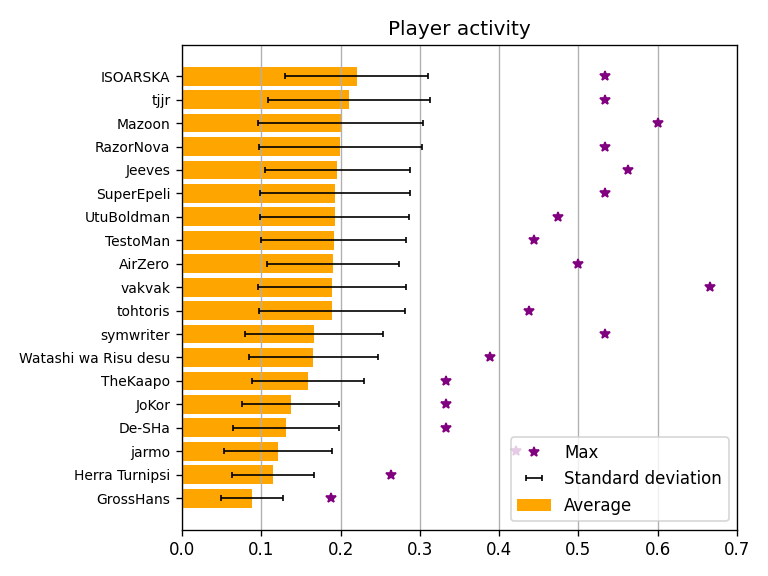 Player activity
ISOARSKA
tjjr
Mazoon
RazorNova
Jeeves
SuperEpeli
UtuBoldman
TestoMan
AirZero
vakvak
tohtoris
symwriter
Watashi wa Risu desu
TheKaapo
JoKor
De-SHa
jarmo
Herra Turnipsi
GrossHans
Max
Standard deviation
Average
0.0 0.1 0.2 0.3 0.4 0.5 0.6 0.7